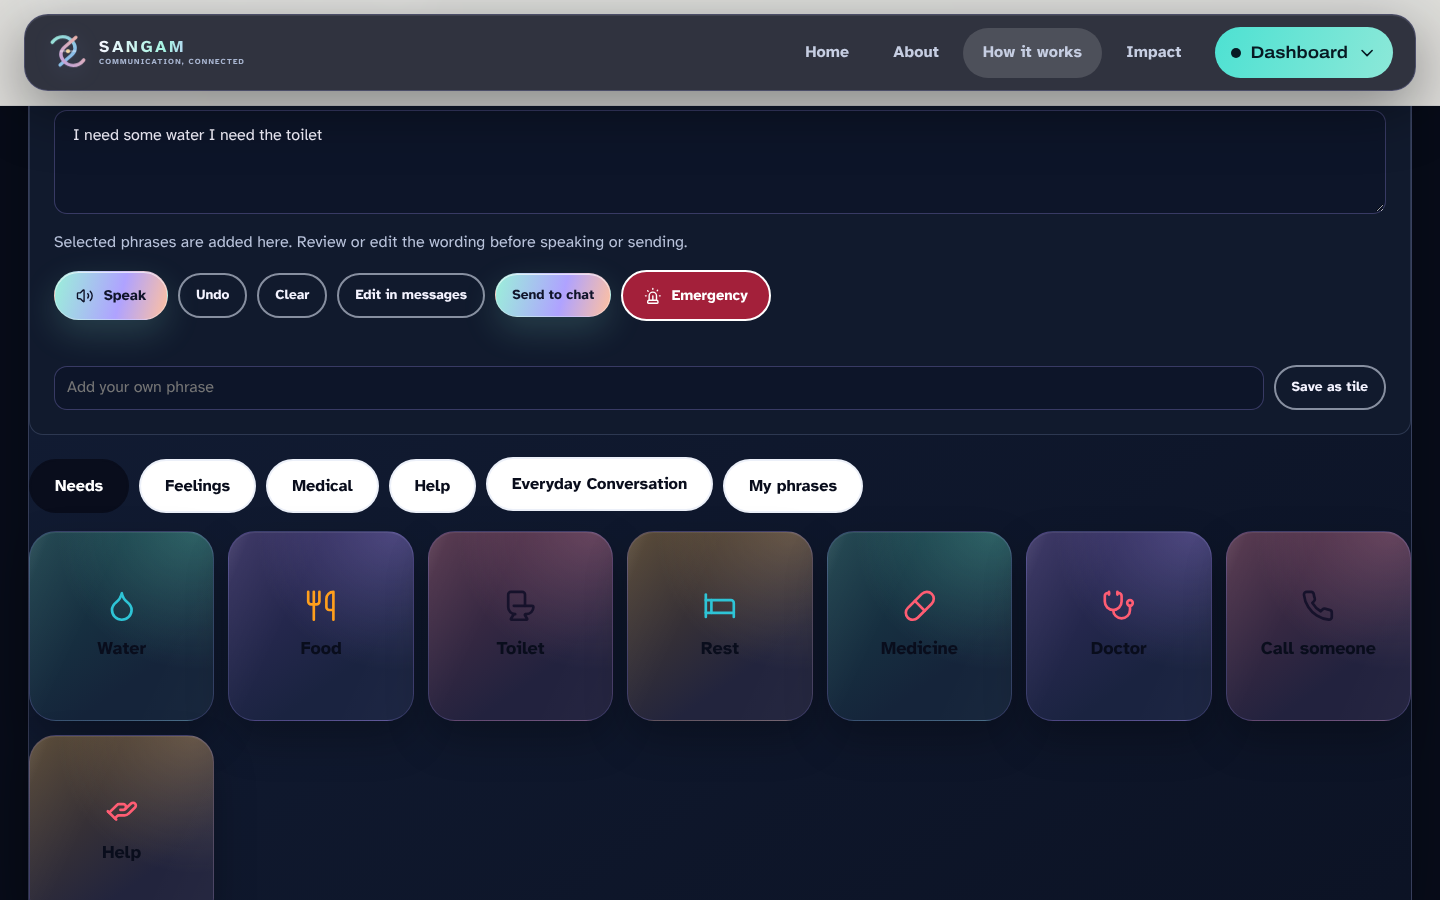 SANGAM
COMMUNICATION, CONNECTED
Home About How it works Impact Dashboard
I need some water I need the toilet
Selected phrases are added here. Review or edit the wording before speaking or sending.
Speak Undo Clear Edit in messages Send to chat Emergency
Add your own phrase Save as tile
Needs Feelings Medical Help Everyday Conversation My phrases
Water Food Toilet Rest Medicine Doctor Call someone
Help